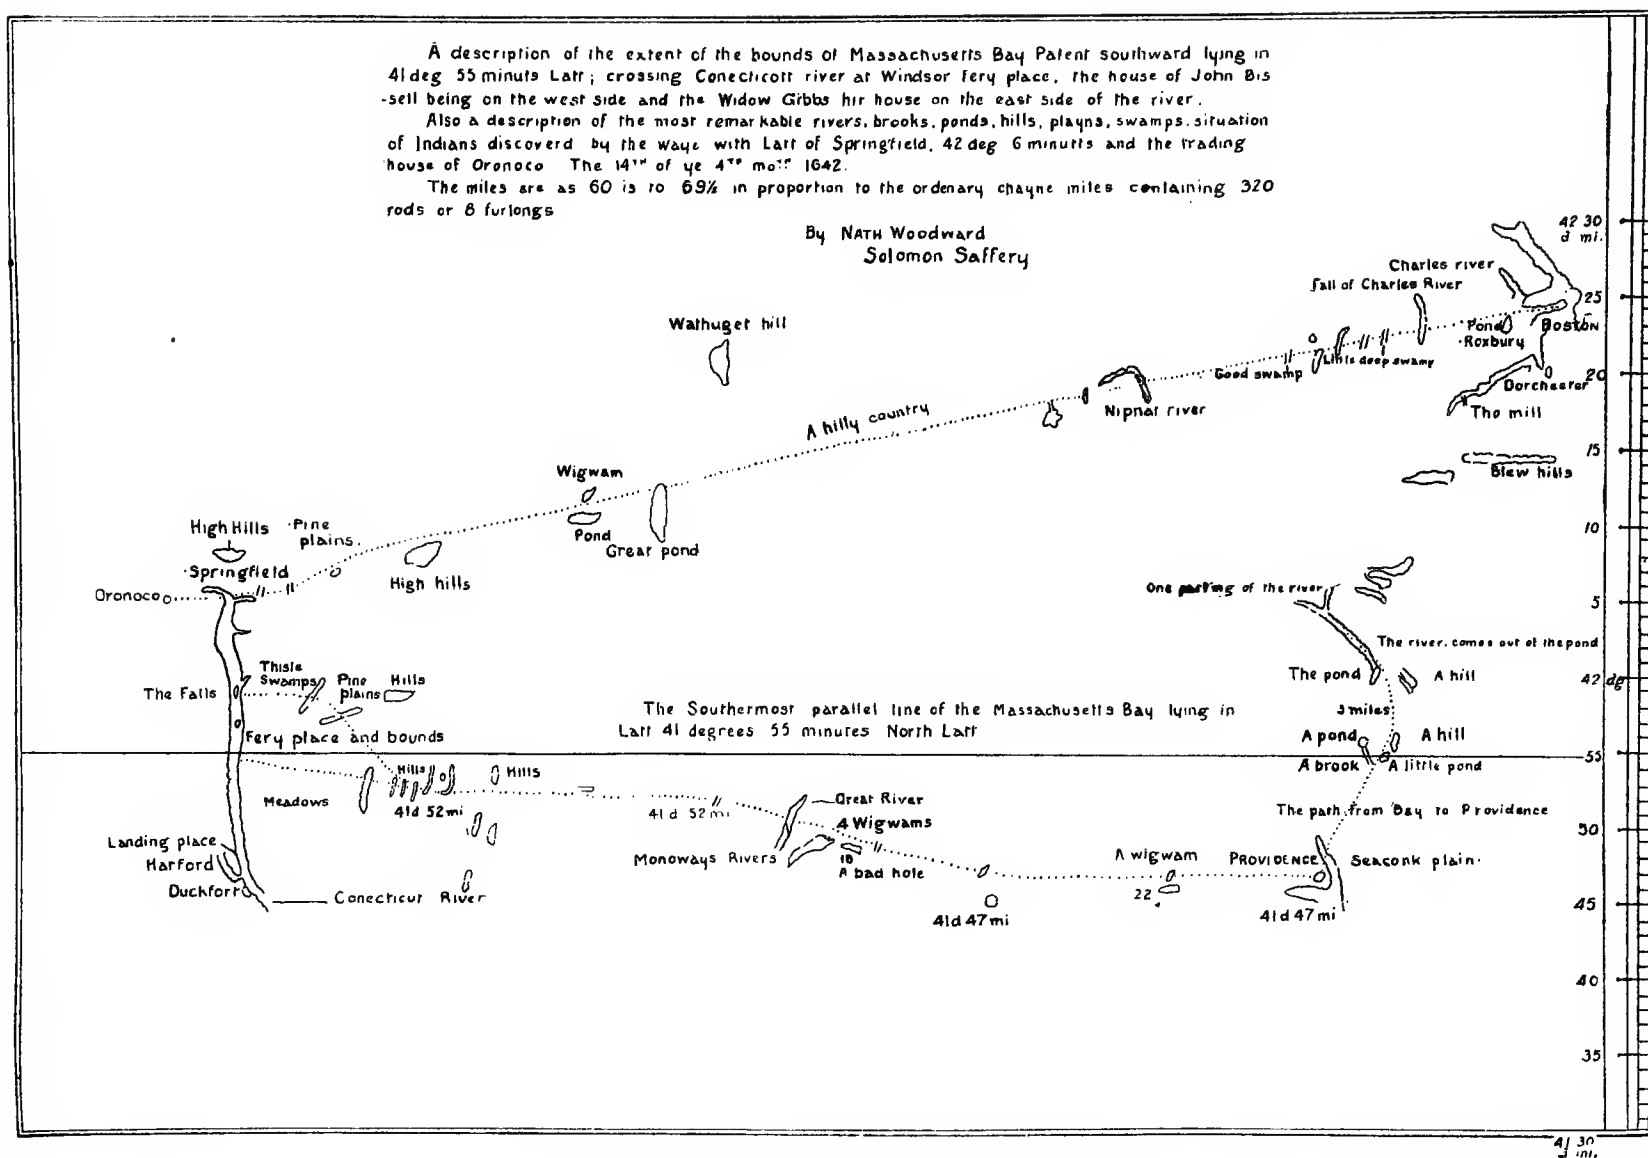 A description of the extent of the bounds of Massachusetts Bay Patent southward lying in
41deg 55 minuts Latt; crossing Conecticott river at Windsor fery place, the house of John Bis
-sell being on the west side and the Widow Gibbs hir house on the east side of the river.
Also a description of the most remarkable rivers, brooks, ponds, hills, playns, swamps, situation
of Indians discoverd by the waye with Latt of Springfield, 42 deg 6 minutts and the trading
house of Oronoco The 14TH of ye 4TH mo 1642.
The miles are as 60 is to 69½ in proportion to the ordenary chayne miles containing 320
rods or 8 furlongs
By NATH Woodward
Solomon Saffery
42 30
d mi.
Charles river
fall of Charles River
25
Wathuget hill
Pond
BOSTON
Roxbury
Little deep swamp
Good swamp
20
Dorchester
Nipnat river
The mill
A hilly country
15
Blew hills
Wigwam
High Hills
Pine
plains.
10
Pond
Great pond
Springfield
High hills
Oronoco
One parting of the river
5
The river. comes out of the pond
Thisle
Swamps
The Falls
Pine
plains
Hills
The pond
A hill
42 dg
3 miles
The Southermost parallel line of the Massachusetts Bay lying in
Latt 41 degrees 55 minutes North Latt
Fery place and bounds
A pond
A hill
55
A brook
A little pond
Meadows
Hills
Hills
41d 52mi
41d 52 mi
Great River
The path from Bay to Providence
4 Wigwams
50
Landing place
Harford
Duckfort
Monoways Rivers
18
A bad hole
A wigwam
22
PROVIDENCE
Seaconk plain
Conecticut River
41d 47mi
41d 47 mi
45
40
35
41 30